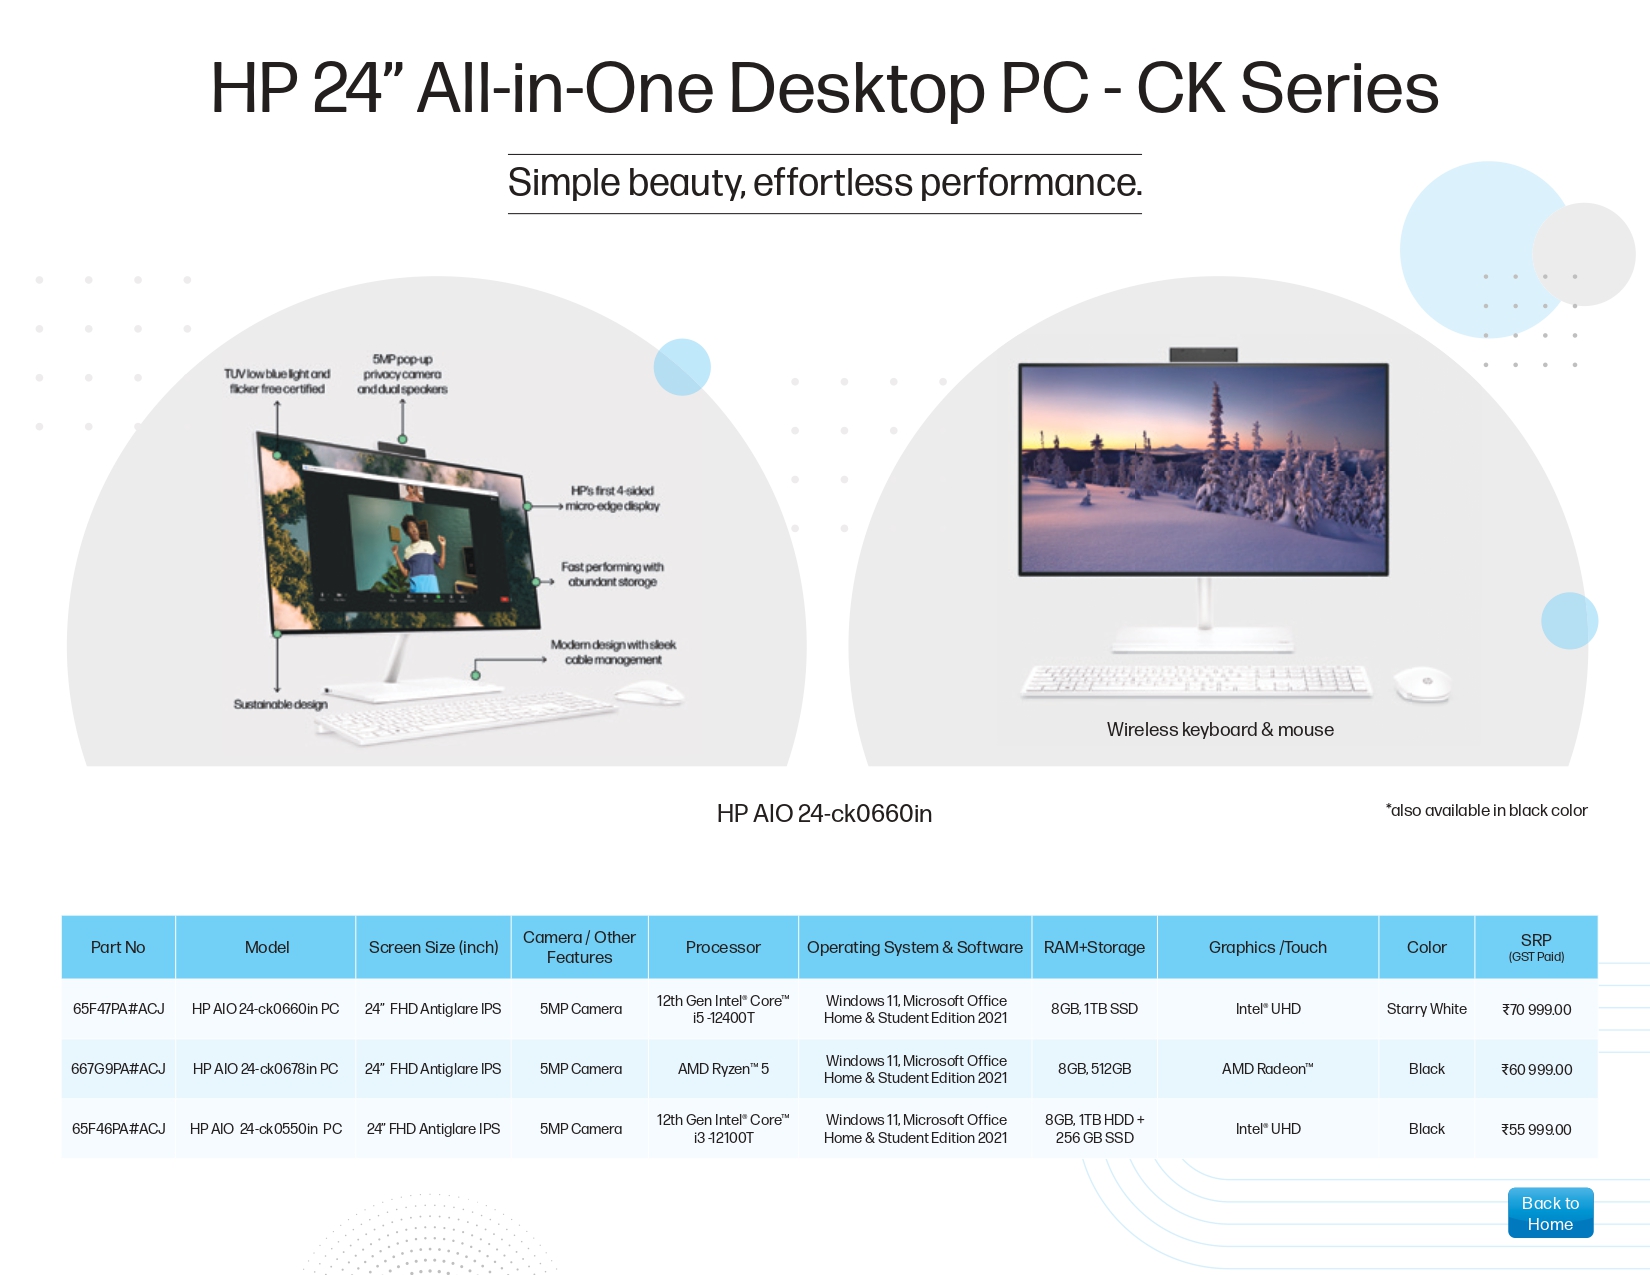 HP 24” All-in-One Desktop PC - CK Series
Simple beauty, effortless performance.
TUV low blue light and
flicker free certified
5MP pop-up
privacy camera
and dual speakers
HP's first 4-sided
micro-edge display
Fast performing with
abundant storage
Modern design with sleek
cable management
Sustainable design
Wireless keyboard & mouse
HP AIO 24-ck0660in
*also available in black color
Part No Model Screen Size (inch) Camera / Other Features Processor Operating System & Software RAM+Storage Graphics /Touch Color SRP (GST Paid)
65F47PA#ACJ HP AIO 24-ck0660in PC 24” FHD Antiglare IPS 5MP Camera 12th Gen Intel® Core™ i5 -12400T Windows 11, Microsoft Office Home & Student Edition 2021 8GB, 1TB SSD Intel® UHD Starry White ₹70 999.00
667G9PA#ACJ HP AIO 24-ck0678in PC 24” FHD Antiglare IPS 5MP Camera AMD Ryzen™ 5 Windows 11, Microsoft Office Home & Student Edition 2021 8GB, 512GB AMD Radeon™ Black ₹60 999.00
65F46PA#ACJ HP AIO 24-ck0550in PC 24” FHD Antiglare IPS 5MP Camera 12th Gen Intel® Core™ i3 -12100T Windows 11, Microsoft Office Home & Student Edition 2021 8GB, 1TB HDD + 256 GB SSD Intel® UHD Black ₹55 999.00
Back to
Home